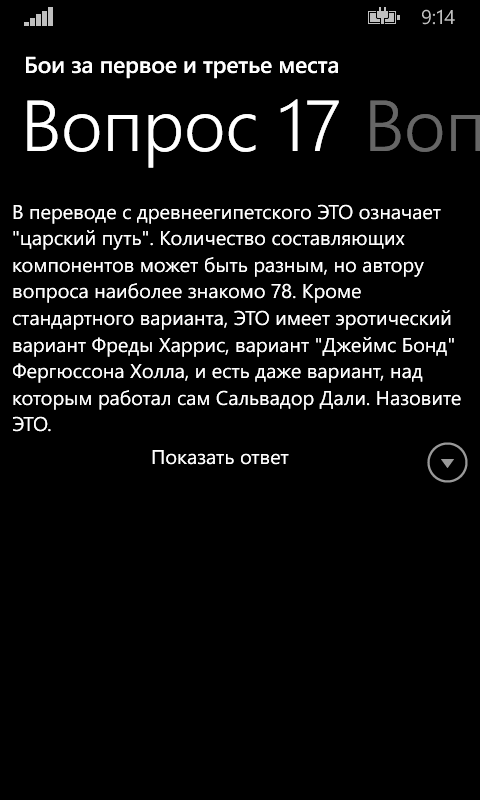 9:14
Бои за первое и третье места
Вопрос 17 Воп
В переводе с древнеегипетского ЭТО означает
"царский путь". Количество составляющих
компонентов может быть разным, но автору
вопроса наиболее знакомо 78. Кроме
стандартного варианта, ЭТО имеет эротический
вариант Фреды Харрис, вариант "Джеймс Бонд"
Фергюссона Холла, и есть даже вариант, над
которым работал сам Сальвадор Дали. Назовите
ЭТО.
Показать ответ